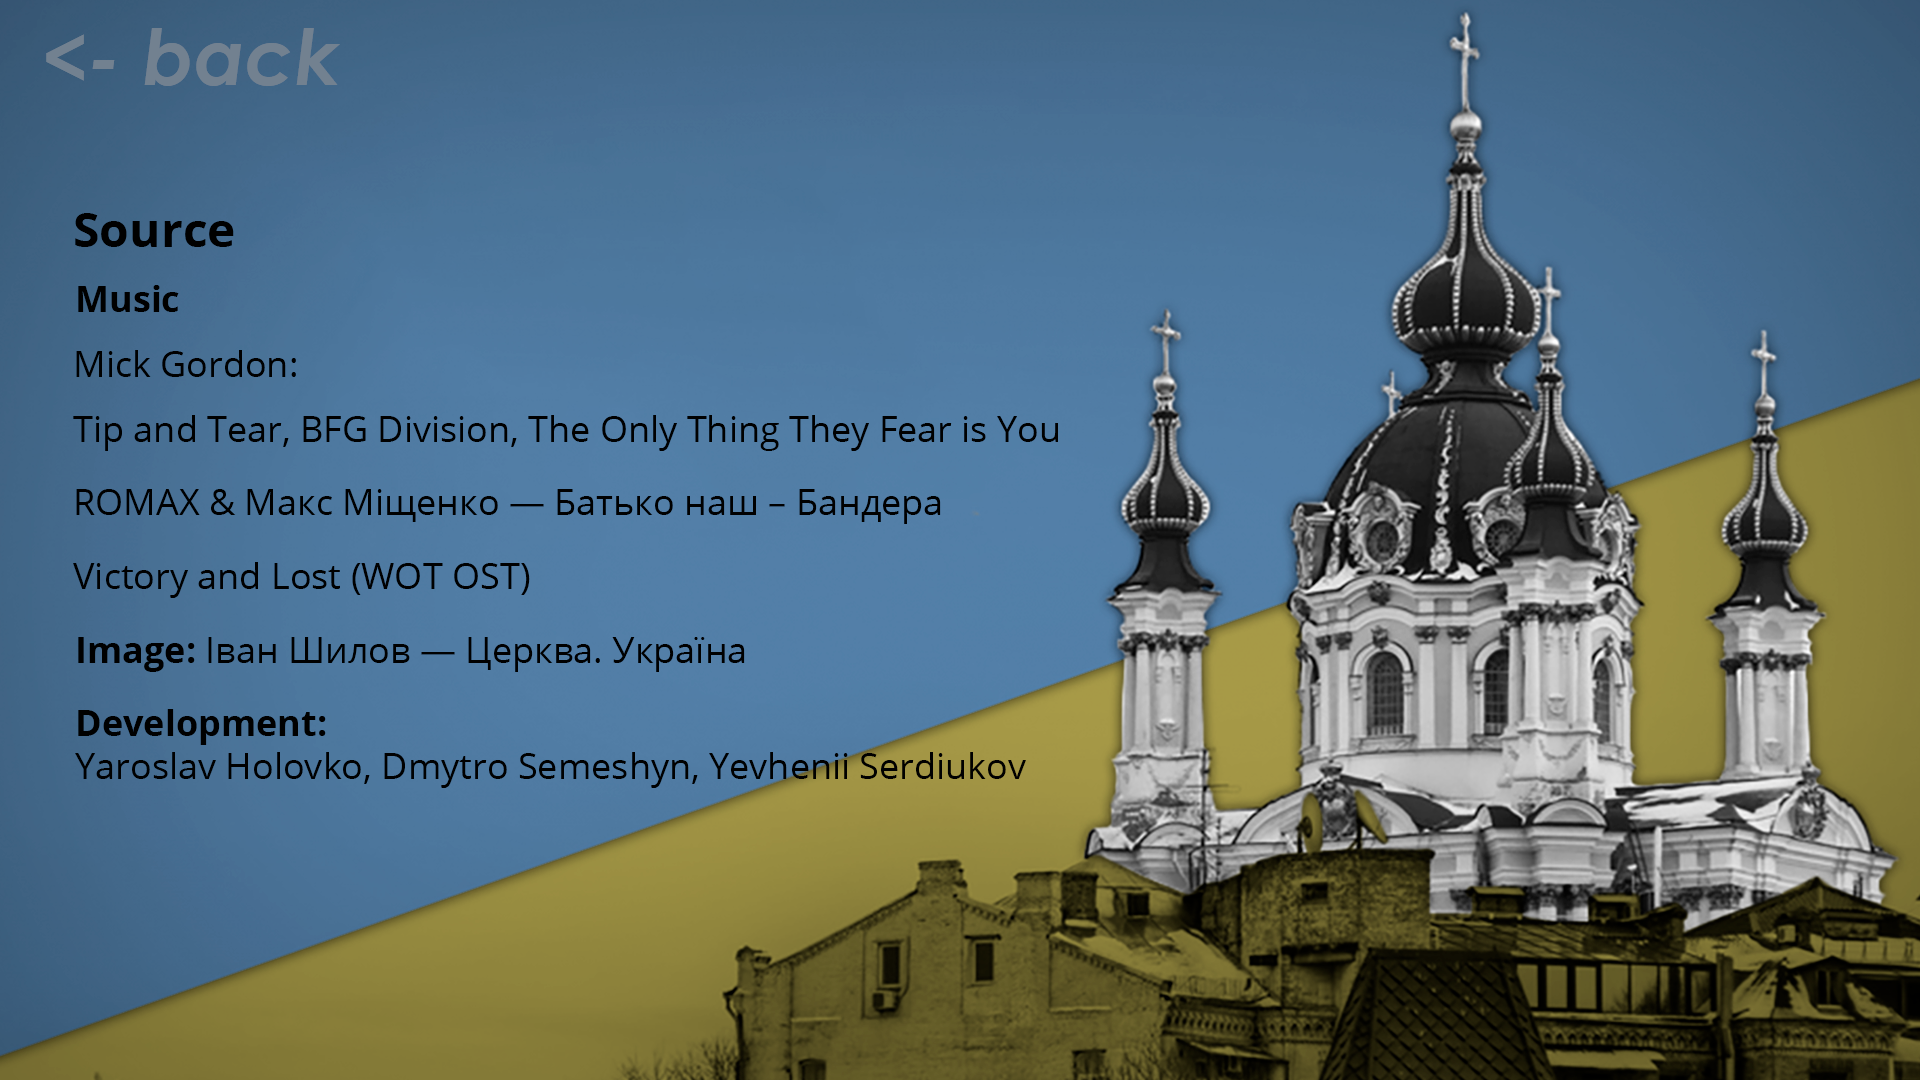 <- back
Source
Music
Mick Gordon:
Tip and Tear, BFG Division, The Only Thing They Fear is You
ROMAX & Макс Міщенко — Батько наш – Бандера
Victory and Lost (WOT OST)
Image: Іван Шилов — Церква. Україна
Development:
Yaroslav Holovko, Dmytro Semeshyn, Yevhenii Serdiukov